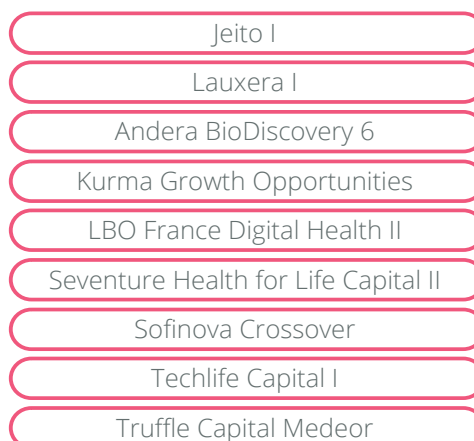 Jeito I
Lauxera I
Andera BioDiscovery 6
Kurma Growth Opportunities
LBO France Digital Health II
Seventure Health for Life Capital II
Sofinova Crossover
Techlife Capital I
Truffle Capital Medeor